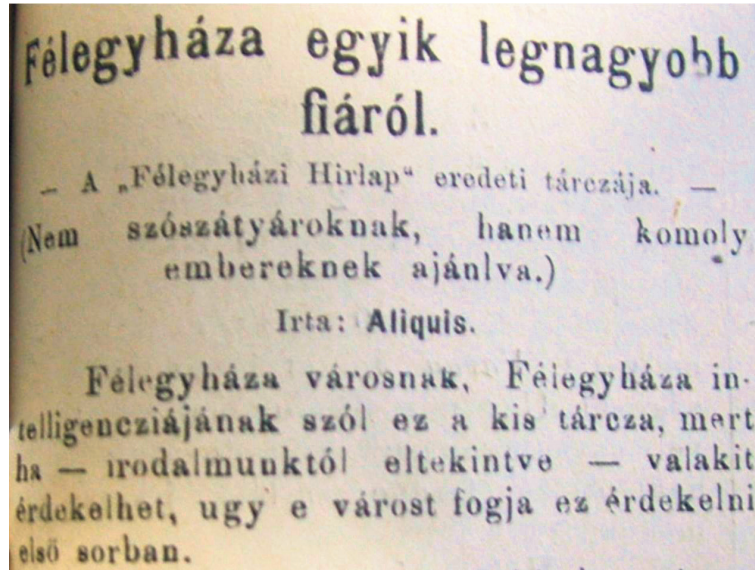 Félegyháza egyik legnagyobb
fiáról.
— A „Félegyházi Hirlap“ eredeti tárczája. —
(Nem szószátyároknak, hanem komoly
embereknek ajánlva.)
Irta: Aliquis.
Félegyháza városnak, Félegyháza in-
telligencziájának szól ez a kis tárcza, mert
ha — irodalmunktól eltekintve — valakit
érdekelhet, ugy e várost fogja ez érdekelni
első sorban.